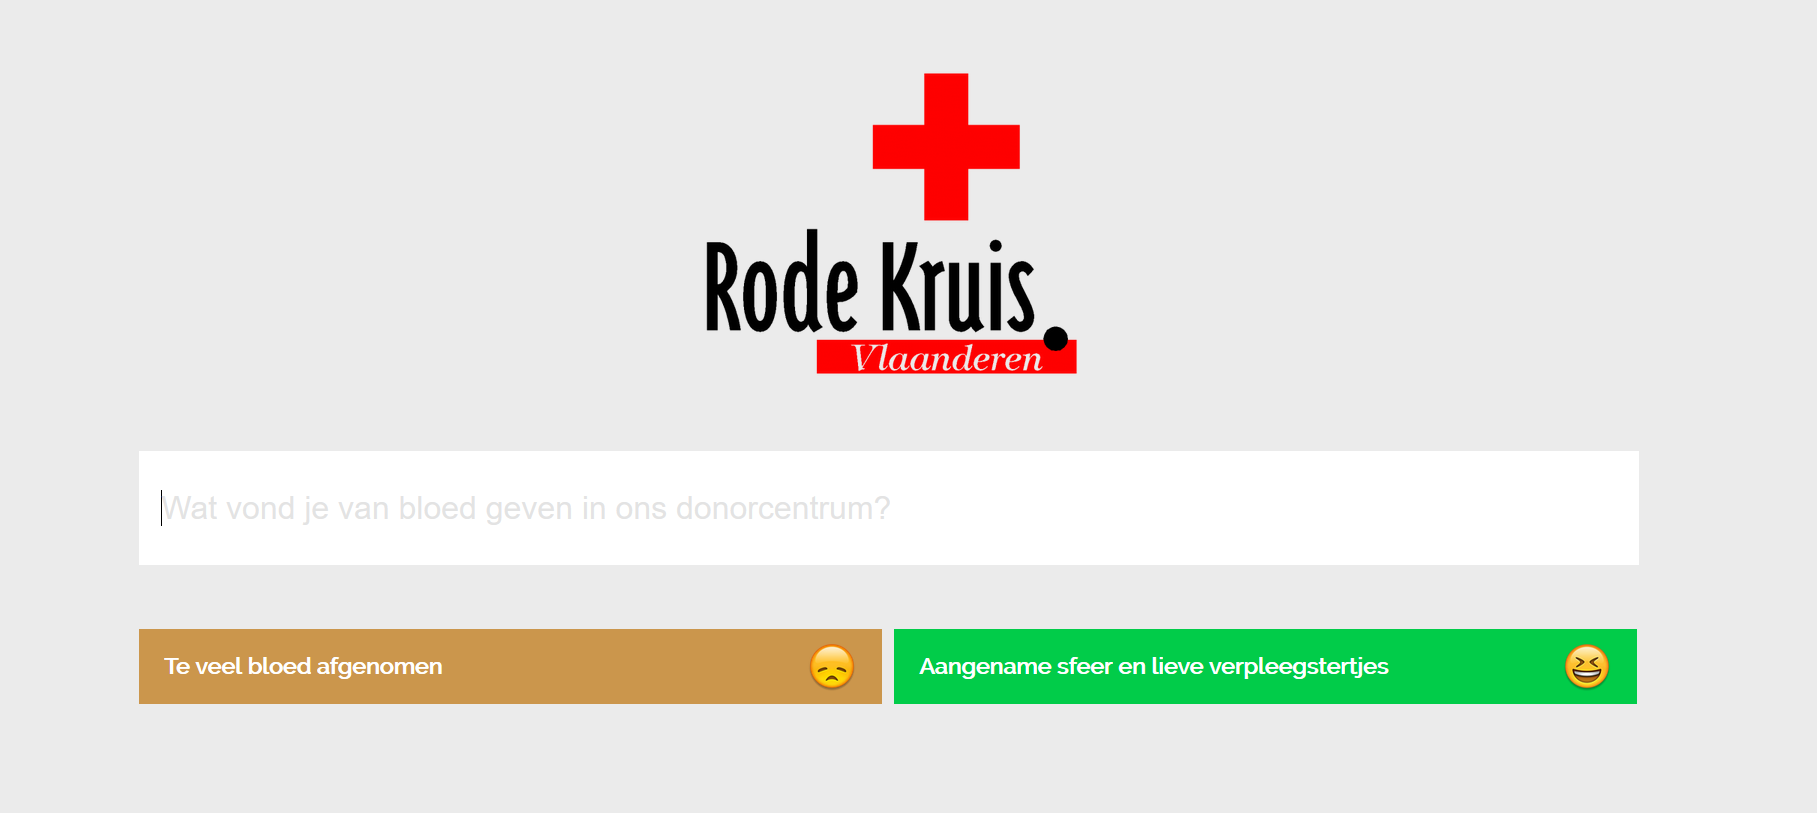 Rode Kruis
Vlaanderen
Wat vond je van bloed geven in ons donorcentrum?
Te veel bloed afgenomen
Aangename sfeer en lieve verpleegstertjes